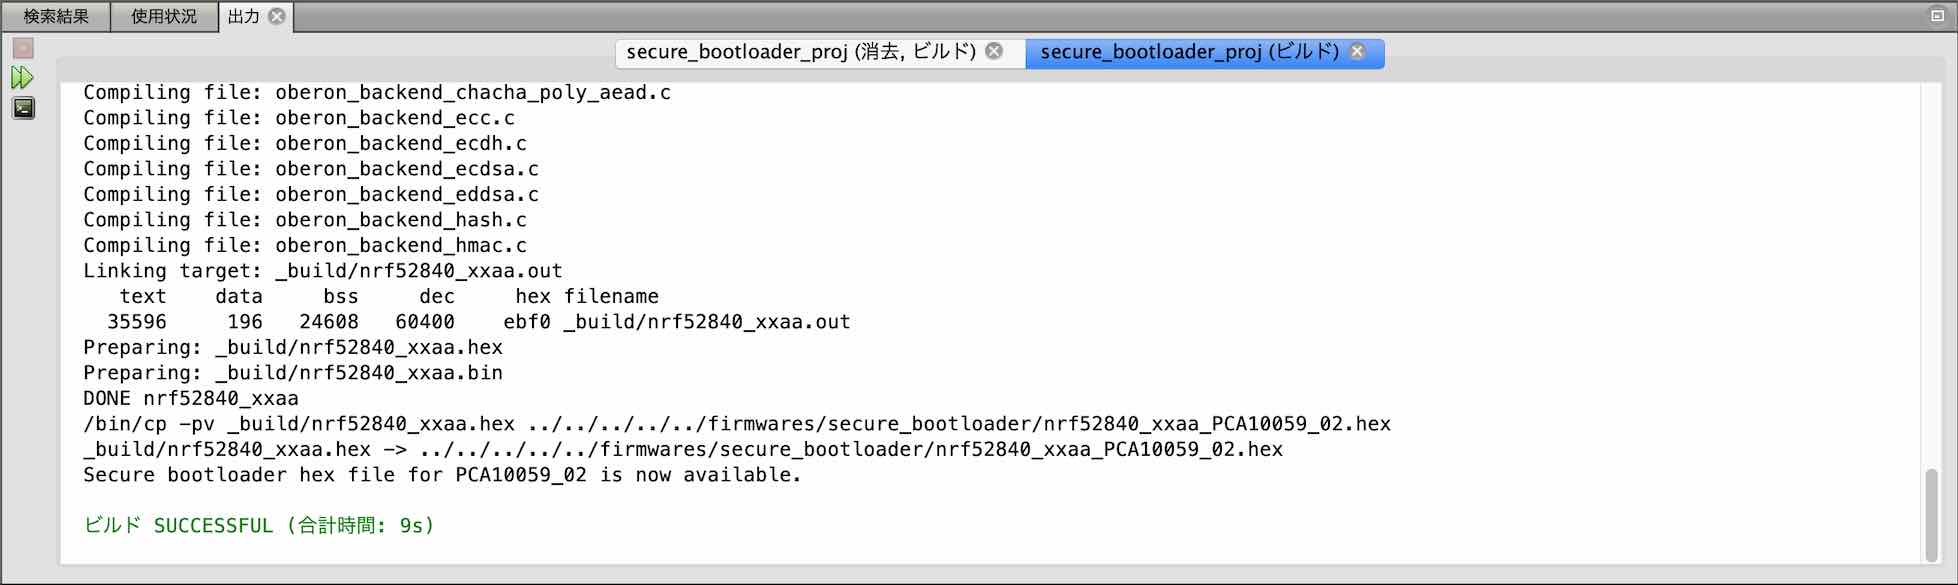 検索結果 使用状況 出力
secure_bootloader_proj (消去, ビルド) secure_bootloader_proj (ビルド)
Compiling file: oberon_backend_chacha_poly_aead.c
Compiling file: oberon_backend_ecc.c
Compiling file: oberon_backend_ecdh.c
Compiling file: oberon_backend_ecdsa.c
Compiling file: oberon_backend_eddsa.c
Compiling file: oberon_backend_hash.c
Compiling file: oberon_backend_hmac.c
Linking target: _build/nrf52840_xxaa.out
text data bss dec hex filename
35596 196 24608 60400 ebf0 _build/nrf52840_xxaa.out
Preparing: _build/nrf52840_xxaa.hex
Preparing: _build/nrf52840_xxaa.bin
DONE nrf52840_xxaa
/bin/cp -pv _build/nrf52840_xxaa.hex ../../../../../firmwares/secure_bootloader/nrf52840_xxaa_PCA10059_02.hex
_build/nrf52840_xxaa.hex -> ../../../../../firmwares/secure_bootloader/nrf52840_xxaa_PCA10059_02.hex
Secure bootloader hex file for PCA10059_02 is now available.
ビルド SUCCESSFUL (合計時間: 9s)